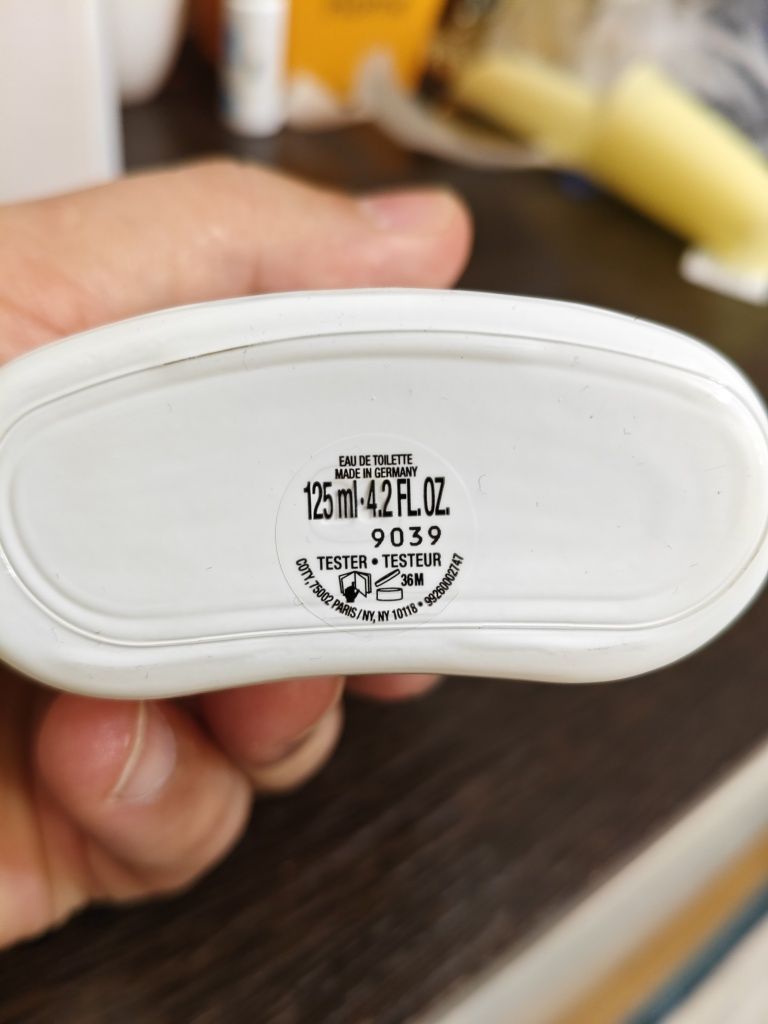 EAU DE TOILETTE
MADE IN GERMANY
125 ml · 4.2 FL. OZ.
9039
TESTER • TESTEUR
36M
COTY, 75002 PARIS / NY, NY 10118 • 99260002747